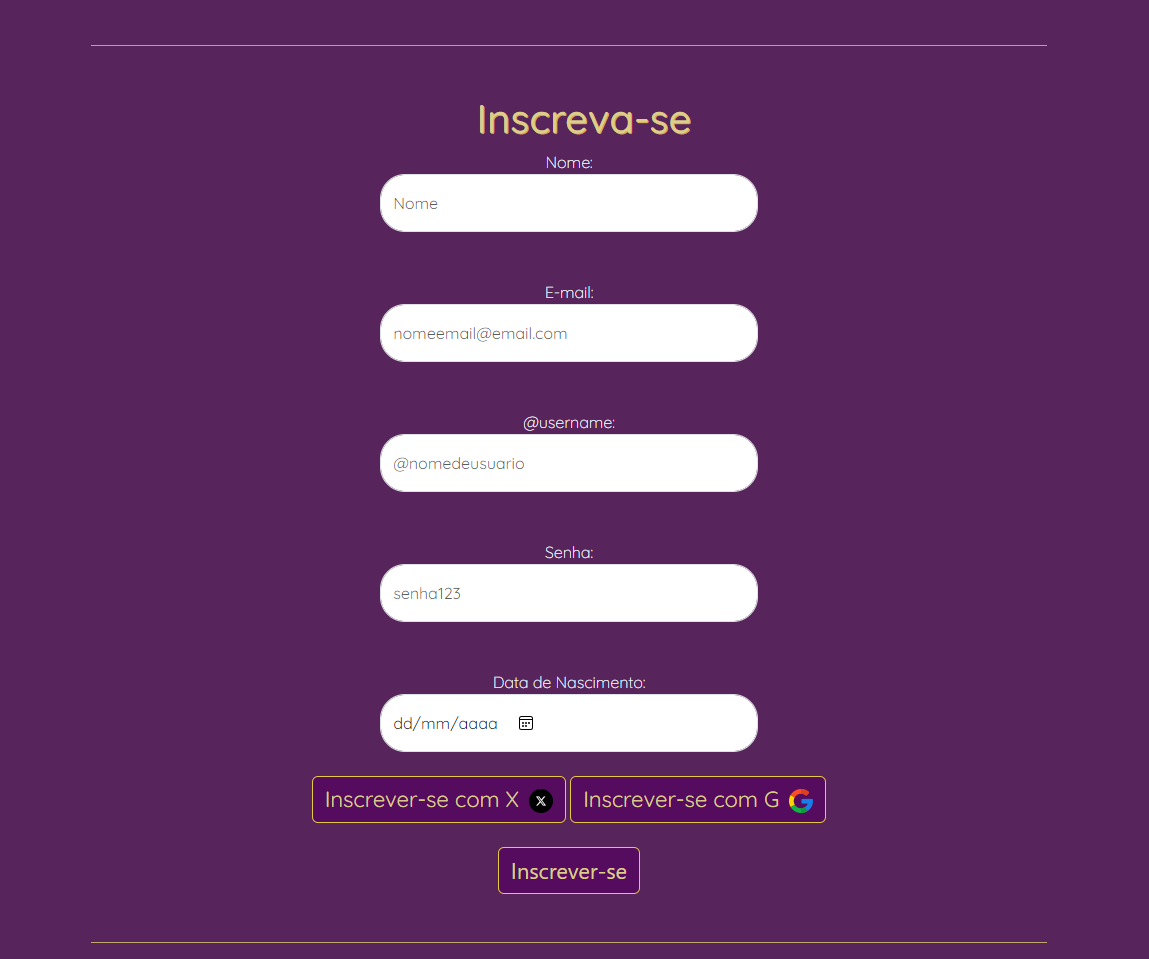 Inscreva-se
Nome:
Nome
E-mail:
nomeemail@email.com
@username:
@nomedeusuario
Senha:
senha123
Data de Nascimento:
dd/mm/aaaa
Inscrever-se com X Inscrever-se com G
Inscrever-se